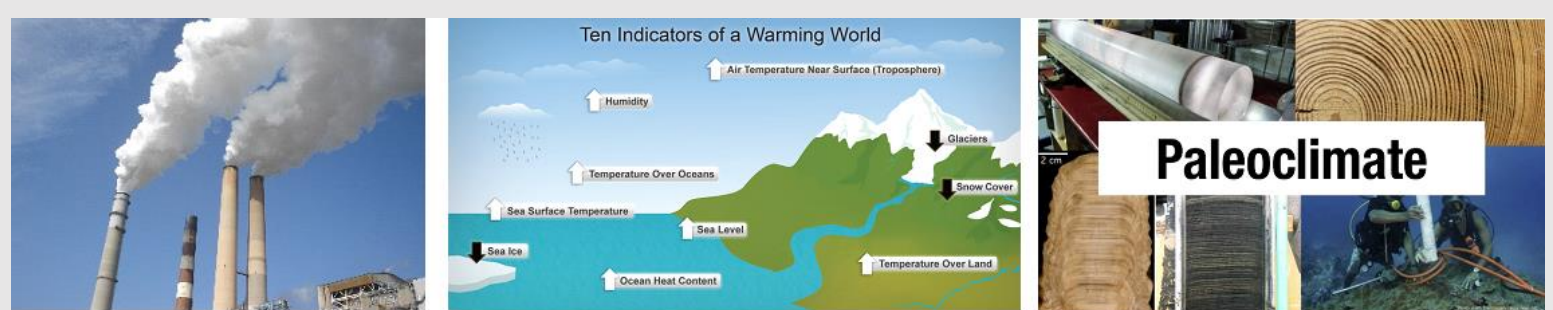 Ten Indicators of a Warming World
Air Temperature Near Surface (Troposphere)
Humidity
Glaciers
Temperature Over Oceans
Snow Cover
Sea Surface Temperature
Sea Level
Sea Ice
Temperature Over Land
Ocean Heat Content
2 cm
Paleoclimate